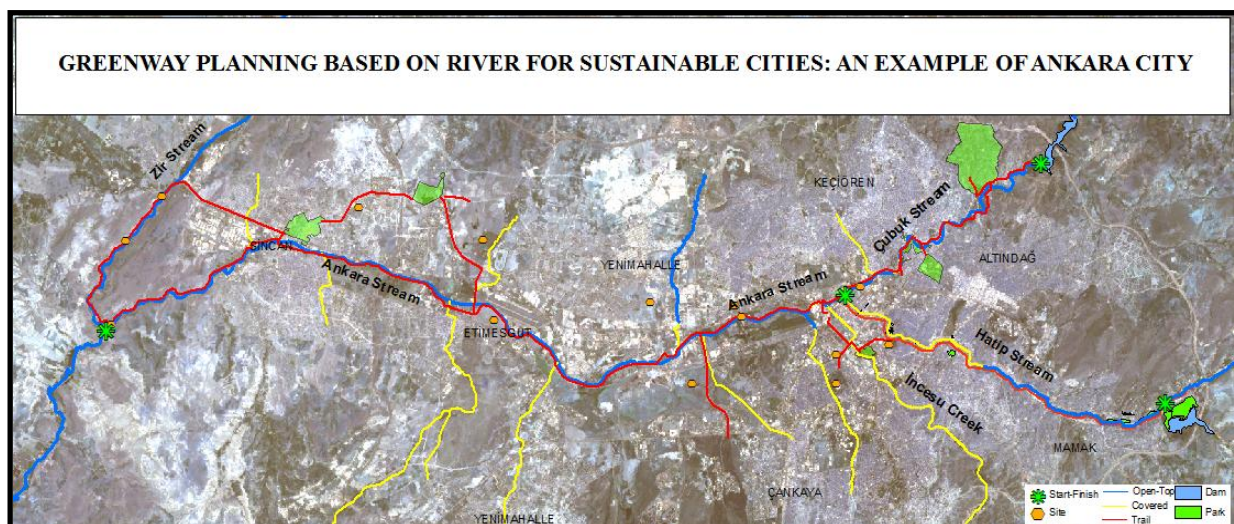 GREENWAY PLANNING BASED ON RIVER FOR SUSTAINABLE CITIES: AN EXAMPLE OF ANKARA CITY
Zir Stream
KEÇİÖREN
Çubuk Stream
SİNCAN
YENİMAHALLE
ALTINDAĞ
Ankara Stream
Ankara Stream
ETİMESGUT
Hatip Stream
İncesu Creek
MAMAK
ÇANKAYA
YENİMAHALLE
Start-Finish
Open-Top
Dam
Site
Covered
Park
Trail